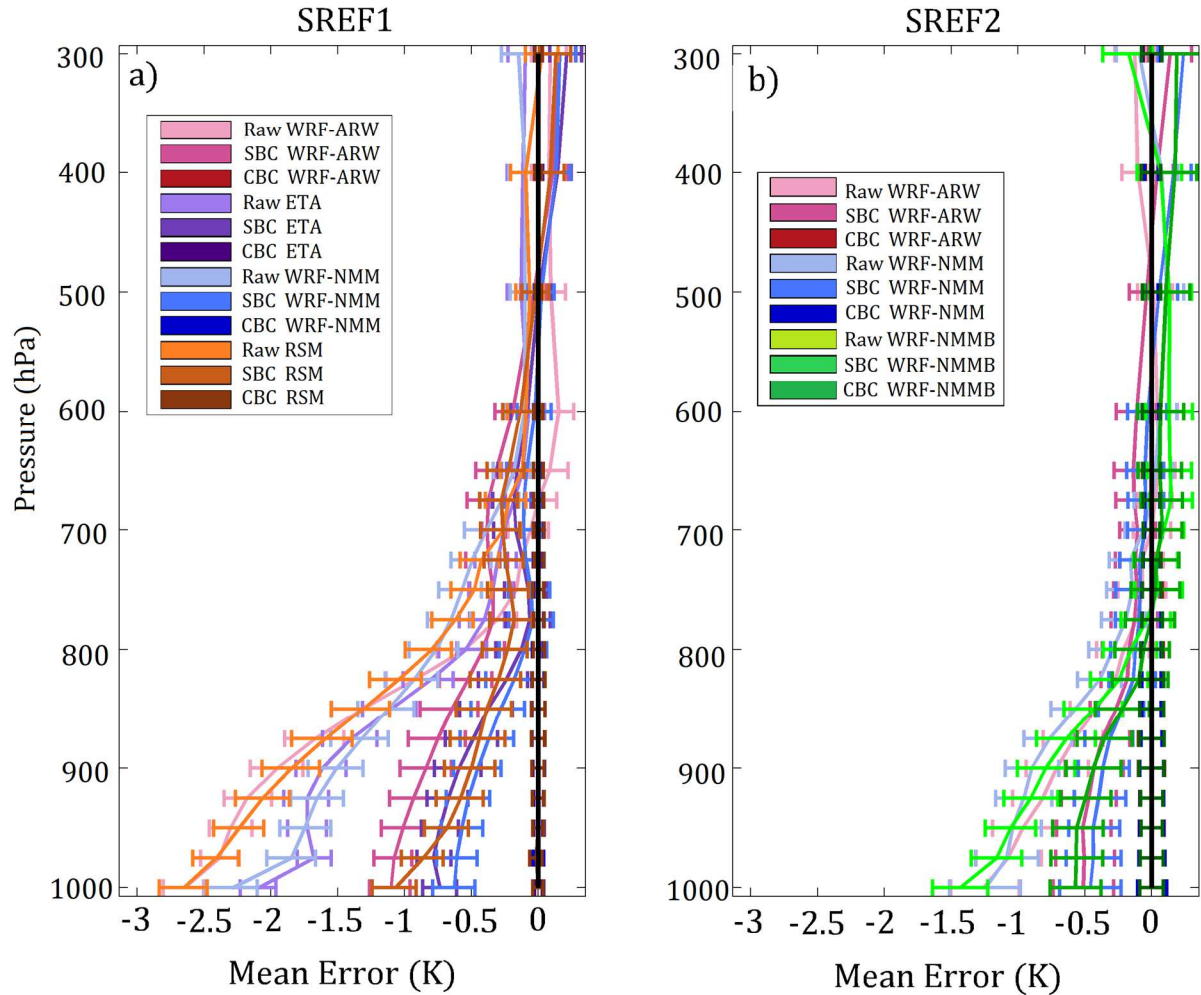 SREF1
a)
Raw WRF-ARW
SBC WRF-ARW
CBC WRF-ARW
Raw ETA
SBC ETA
CBC ETA
Raw WRF-NMM
SBC WRF-NMM
CBC WRF-NMM
Raw RSM
SBC RSM
CBC RSM
300
400
500
600
700
800
900
1000
Pressure (hPa)
-3 -2.5 -2 -1.5 -1 -0.5 0
Mean Error (K)
SREF2
b)
Raw WRF-ARW
SBC WRF-ARW
CBC WRF-ARW
Raw WRF-NMM
SBC WRF-NMM
CBC WRF-NMM
Raw WRF-NMMB
SBC WRF-NMMB
CBC WRF-NMMB
300
400
500
600
700
800
900
1000
-3 -2.5 -2 -1.5 -1 -0.5 0
Mean Error (K)